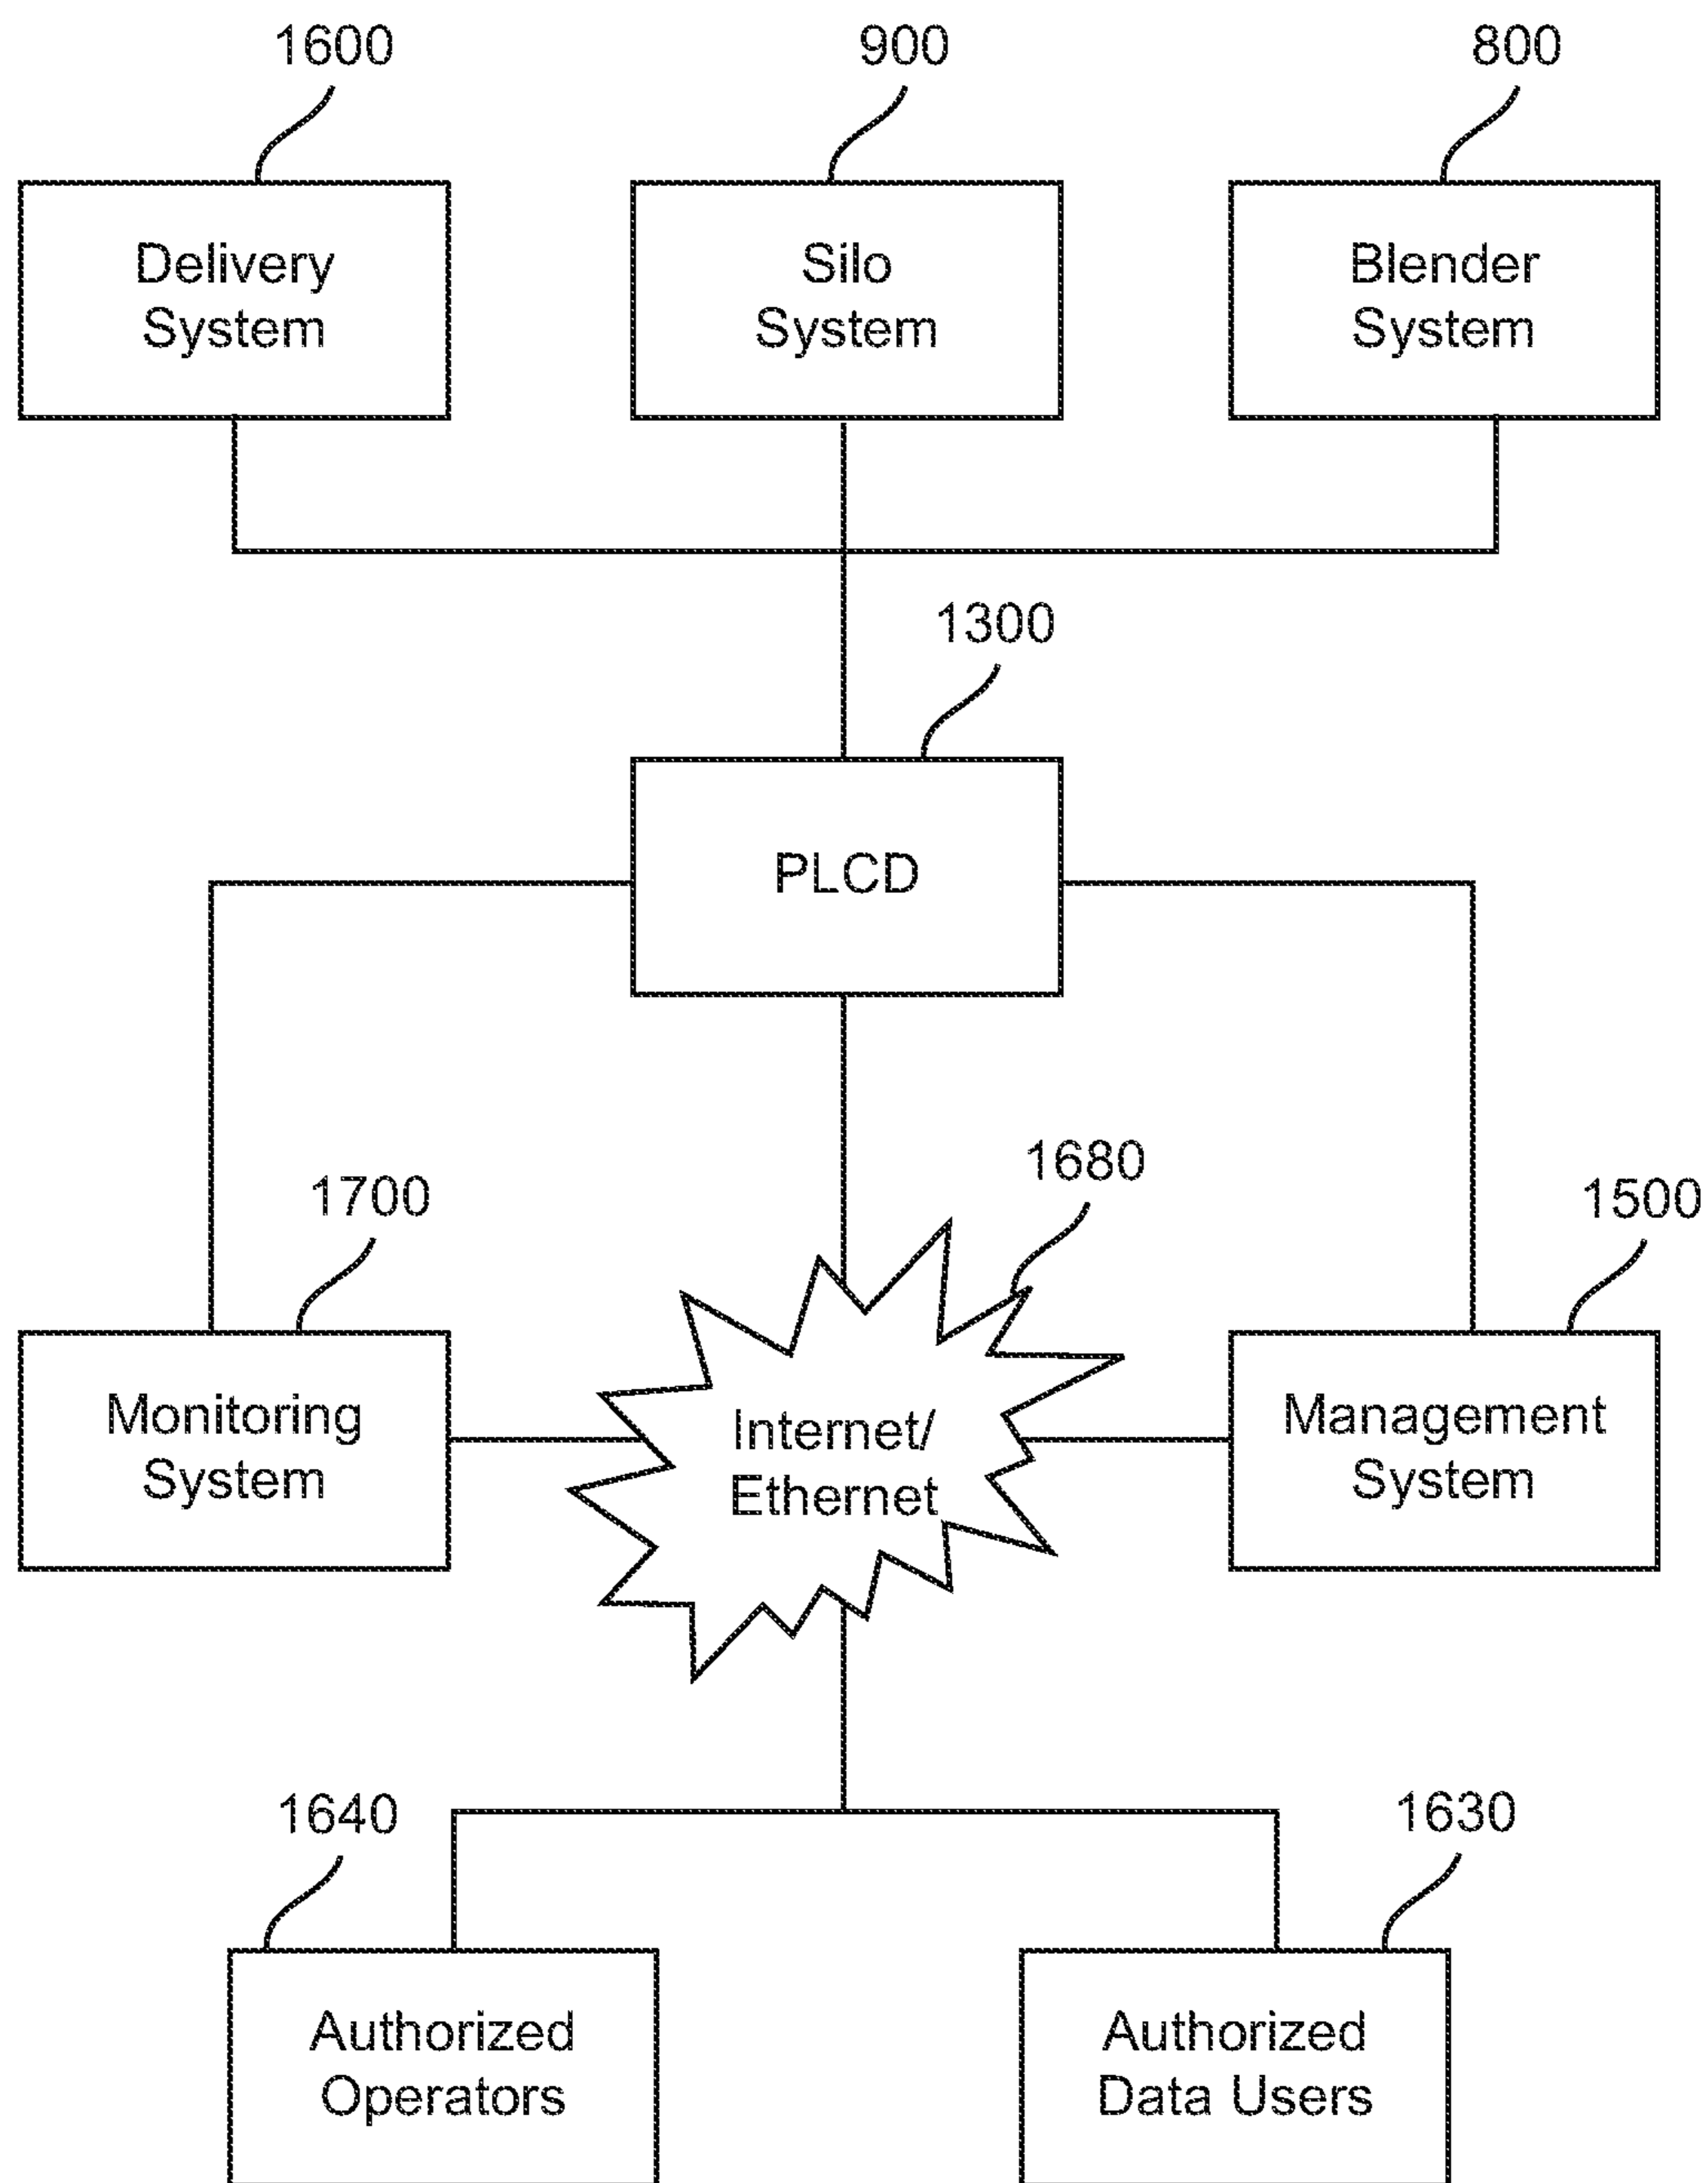 1600
900
800
Delivery
System
Silo
System
Blender
System
1300
PLCD
1680
1700
1500
Monitoring
System
Internet/
Ethernet
Management
System
1640
1630
Authorized
Operators
Authorized
Data Users